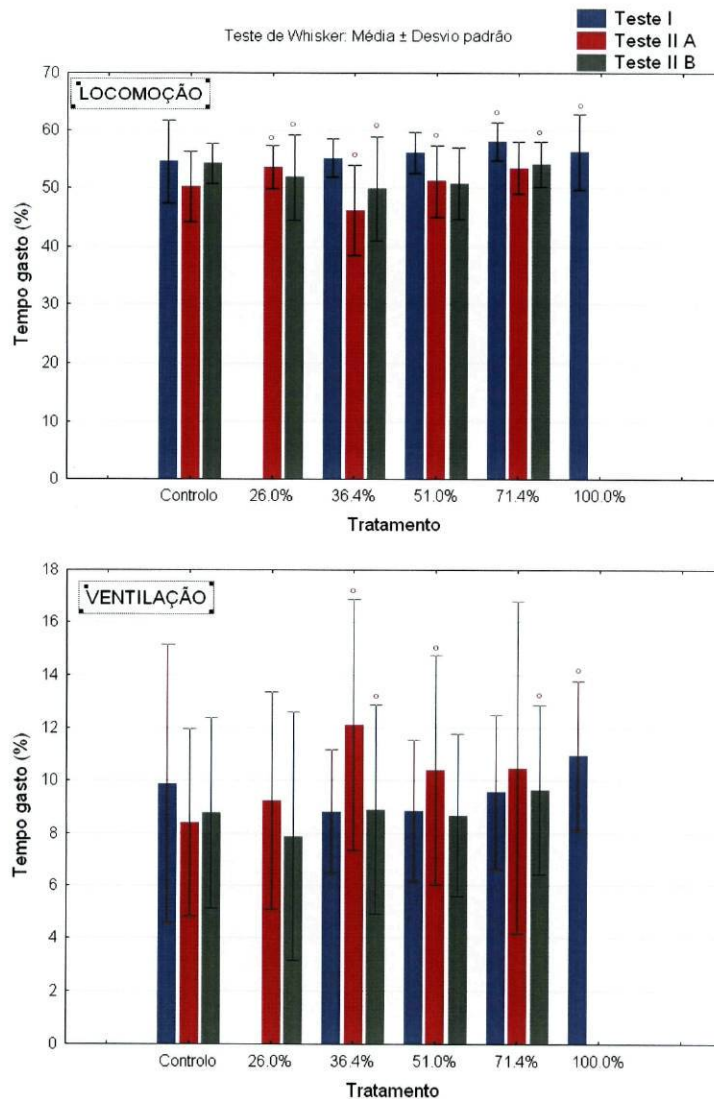 Teste I
Teste II A
Teste II B
Teste de Whisker: Média ± Desvio padrão
LOCOMOÇÃO
Tempo gasto (%)
70
60
50
40
30
20
10
0
Controlo 26.0% 36.4% 51.0% 71.4% 100.0%
Tratamento
VENTILAÇÃO
Tempo gasto (%)
18
16
14
12
10
8
6
4
2
0
Controlo 26.0% 36.4% 51.0% 71.4% 100.0%
Tratamento